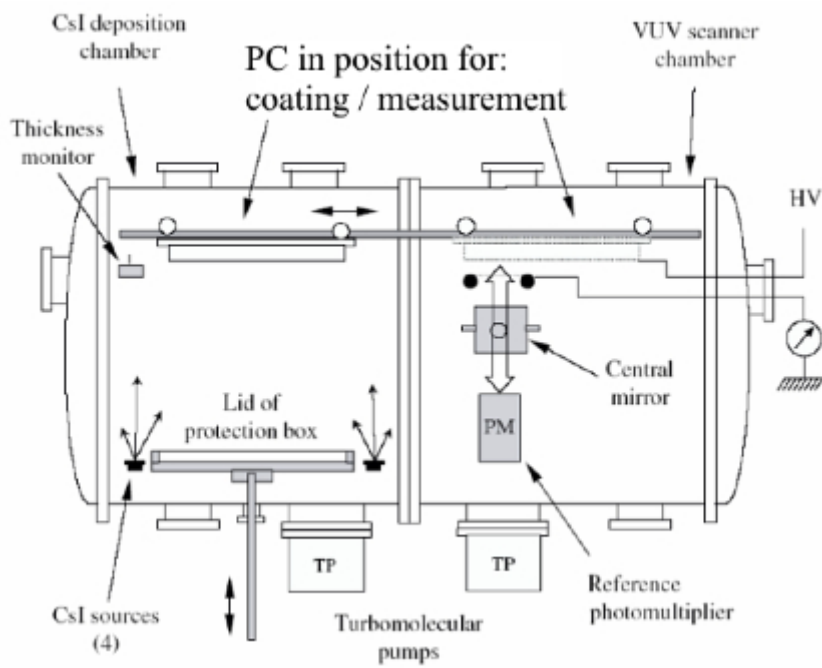 CsI deposition
chamber
PC in position for:
coating / measurement
VUV scanner
chamber
Thickness
monitor
HV
Lid of
protection box
Central
mirror
PM
TP
TP
CsI sources
(4)
Turbomolecular
pumps
Reference
photomultiplier